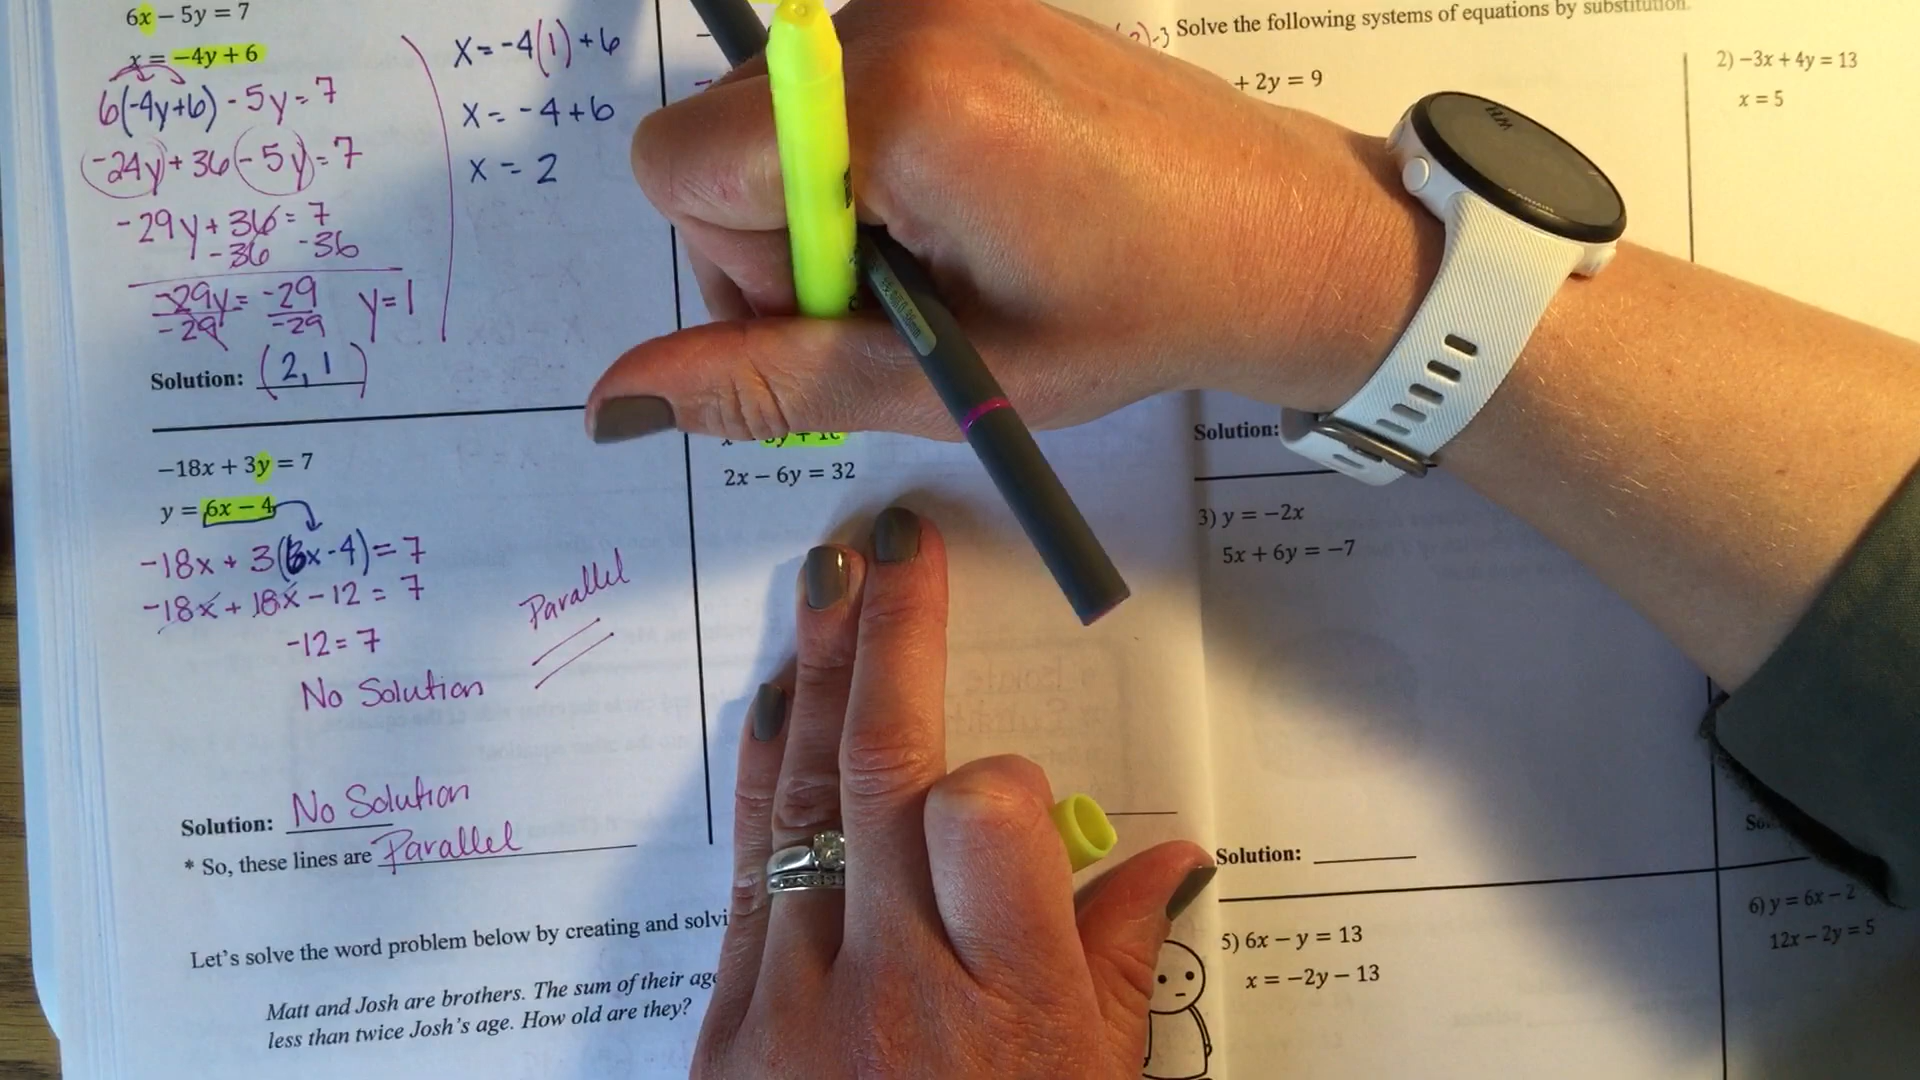 6x − 5y = 7
x = −4y + 6
6(-4y+6) - 5y = 7
-24y + 36 - 5y = 7
-29y + 36 = 7
-36 -36
-29y = -29 y = 1
-29 -29
Solution: (2, 1)
x = -4(1) + 6
x = -4 + 6
x = 2
−18x + 3y = 7
y = 6x − 4
-18x + 3(6x - 4) = 7
-18x + 18x - 12 = 7
-12 = 7
No Solution
Parallel
Solution: No Solution
* So, these lines are Parallel
2x − 6y = 32
Let's solve the word problem below by creating and solvi
Matt and Josh are brothers. The sum of their age
less than twice Josh's age. How old are they?
Solve the following systems of equations by substitution.
+ 2y = 9
2) −3x + 4y = 13
x = 5
Solution:
3) y = −2x
5x + 6y = −7
Solution:
5) 6x − y = 13
x = −2y − 13
6) y = 6x − 2
12x − 2y = 5
GARMIN